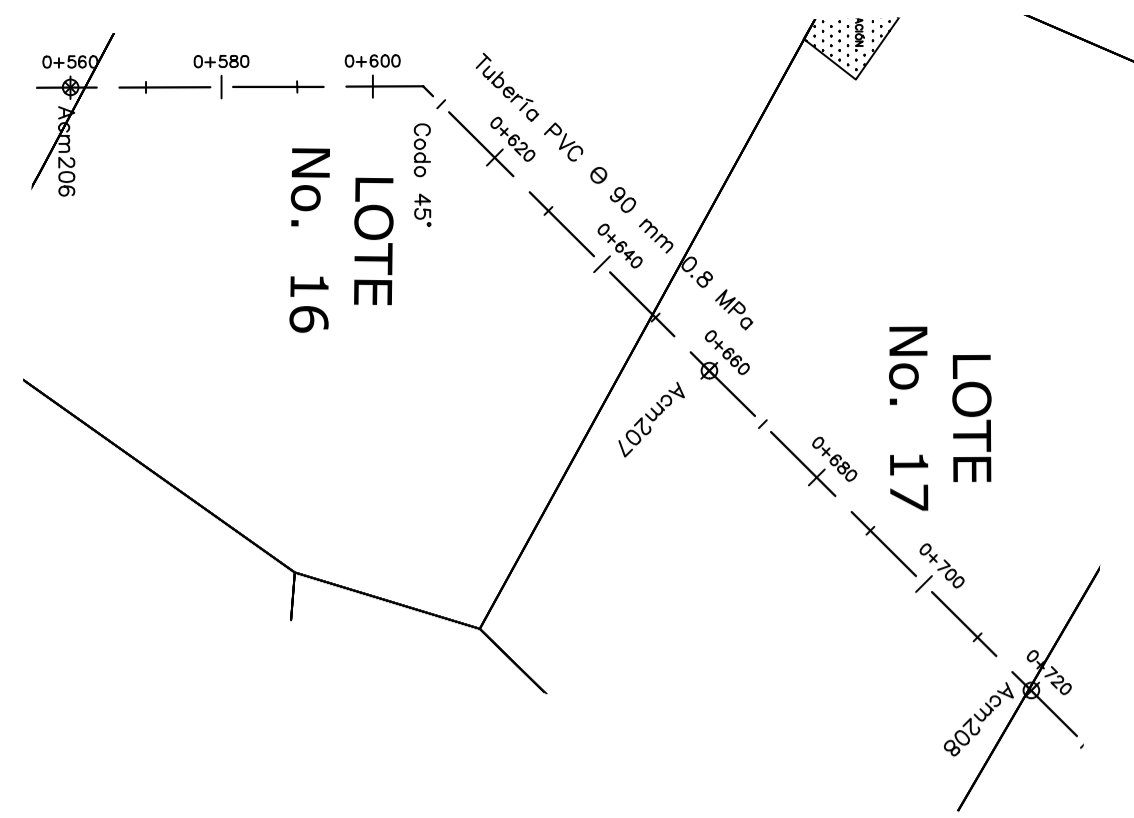 0+560
0+580
0+600
Acm206
LOTE
No. 16
Codo 45°
Tubería PVC ⊖ 90 mm 0.8 MPa
0+620
0+640
0+660
Acm207
0+680
0+700
0+720
Acm208
LOTE
No. 17
ACIÓN